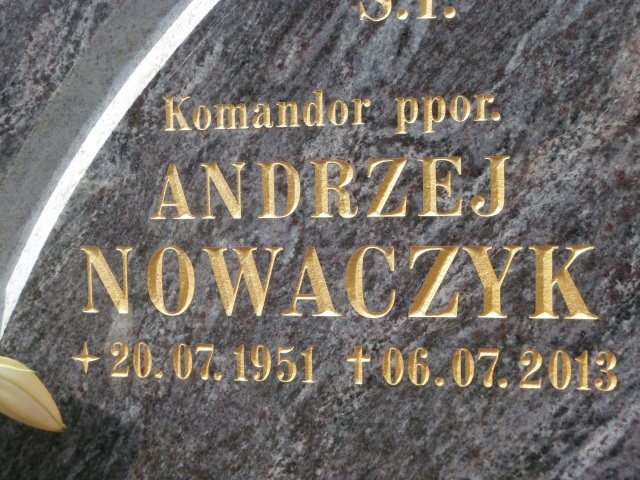 Ś.P.
Komandor ppor.
ANDRZEJ
NOWACZYK
+20.07.1951 †06.07.2013